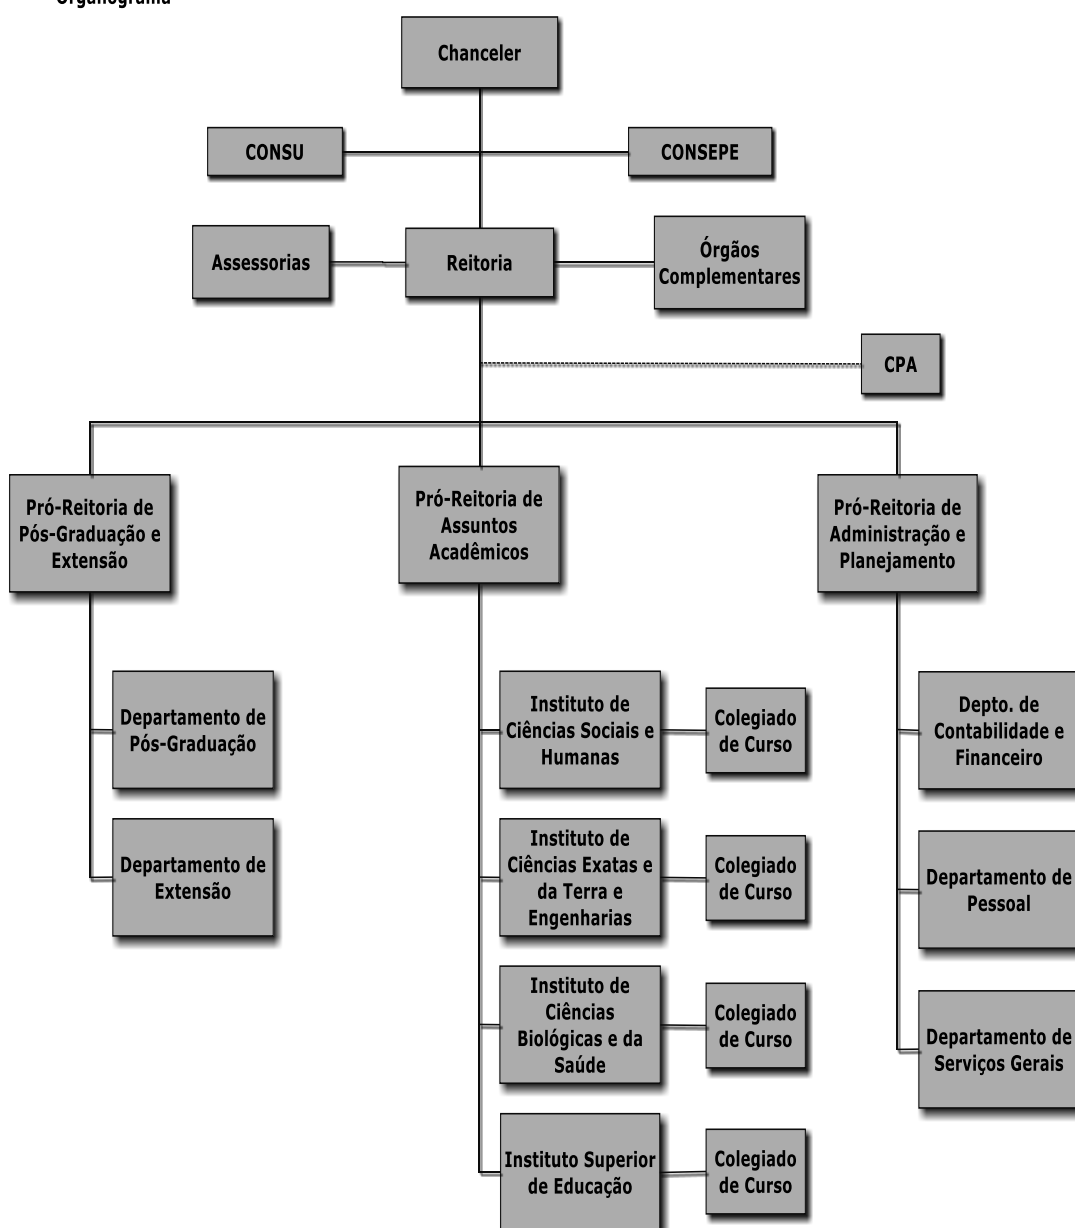 Organograma
Chanceler
CONSU
CONSEPE
Assessorias
Reitoria
Órgãos
Complementares
CPA
Pró-Reitoria de
Pós-Graduação e
Extensão
Pró-Reitoria de
Assuntos
Acadêmicos
Pró-Reitoria de
Administração e
Planejamento
Departamento de
Pós-Graduação
Instituto de
Ciências Sociais e
Humanas
Colegiado
de Curso
Depto. de
Contabilidade e
Financeiro
Departamento de
Extensão
Instituto de
Ciências Exatas e
da Terra e
Engenharias
Colegiado
de Curso
Departamento de
Pessoal
Instituto de
Ciências
Biológicas e da
Saúde
Colegiado
de Curso
Departamento de
Serviços Gerais
Instituto Superior
de Educação
Colegiado
de Curso